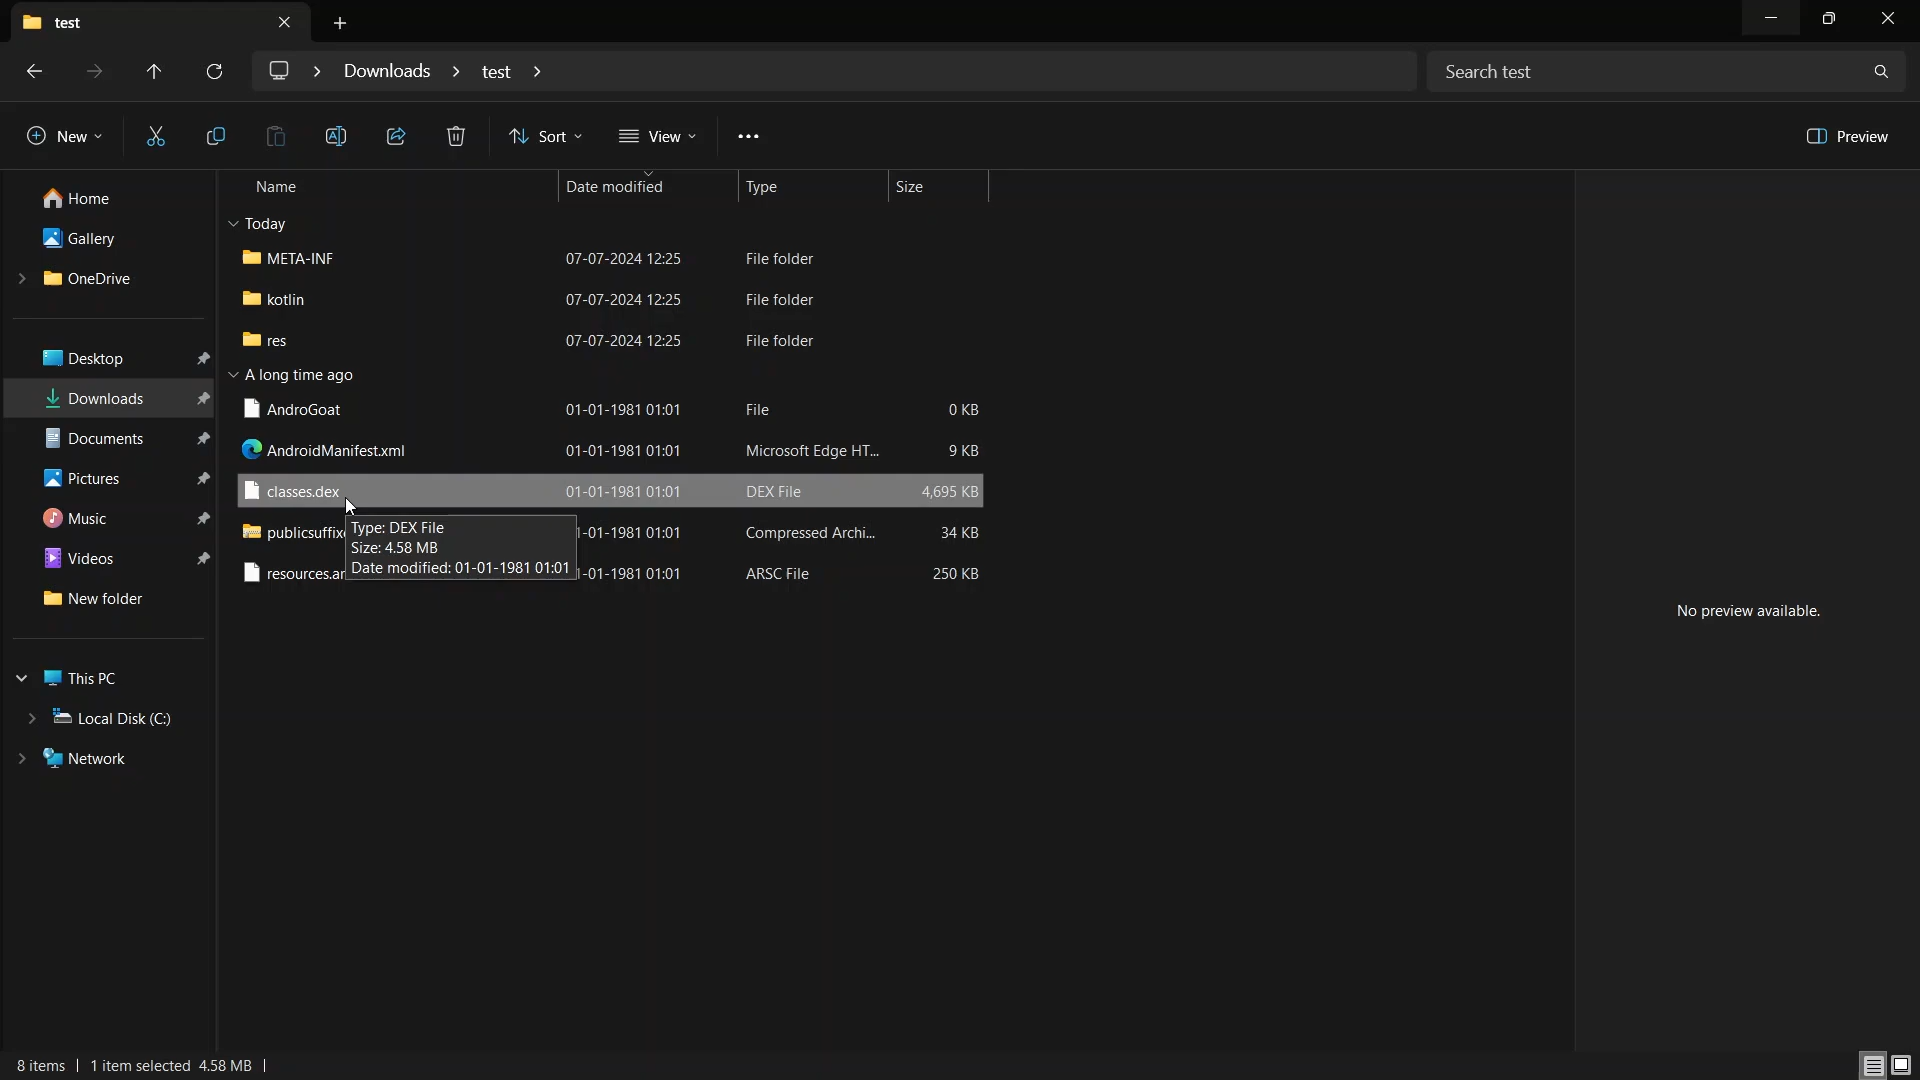 test
Downloads
test
Search test
New
Sort
View
Preview
Home
Gallery
OneDrive
Desktop
Downloads
Documents
Pictures
Music
Videos
New folder
This PC
Local Disk (C:)
Network
Name Date modified Type Size
Today
META-INF 07-07-2024 12:25 File folder
kotlin 07-07-2024 12:25 File folder
res 07-07-2024 12:25 File folder
A long time ago
AndroGoat 01-01-1981 01:01 File 0 KB
AndroidManifest.xml 01-01-1981 01:01 Microsoft Edge HT... 9 KB
classes.dex 01-01-1981 01:01 DEX File 4,695 KB
publicsuffix 1-01-1981 01:01 Compressed Archi... 34 KB
resources.ar 1-01-1981 01:01 ARSC File 250 KB
Type: DEX File
Size: 4.58 MB
Date modified: 01-01-1981 01:01
No preview available.
8 items 1 item selected 4.58 MB